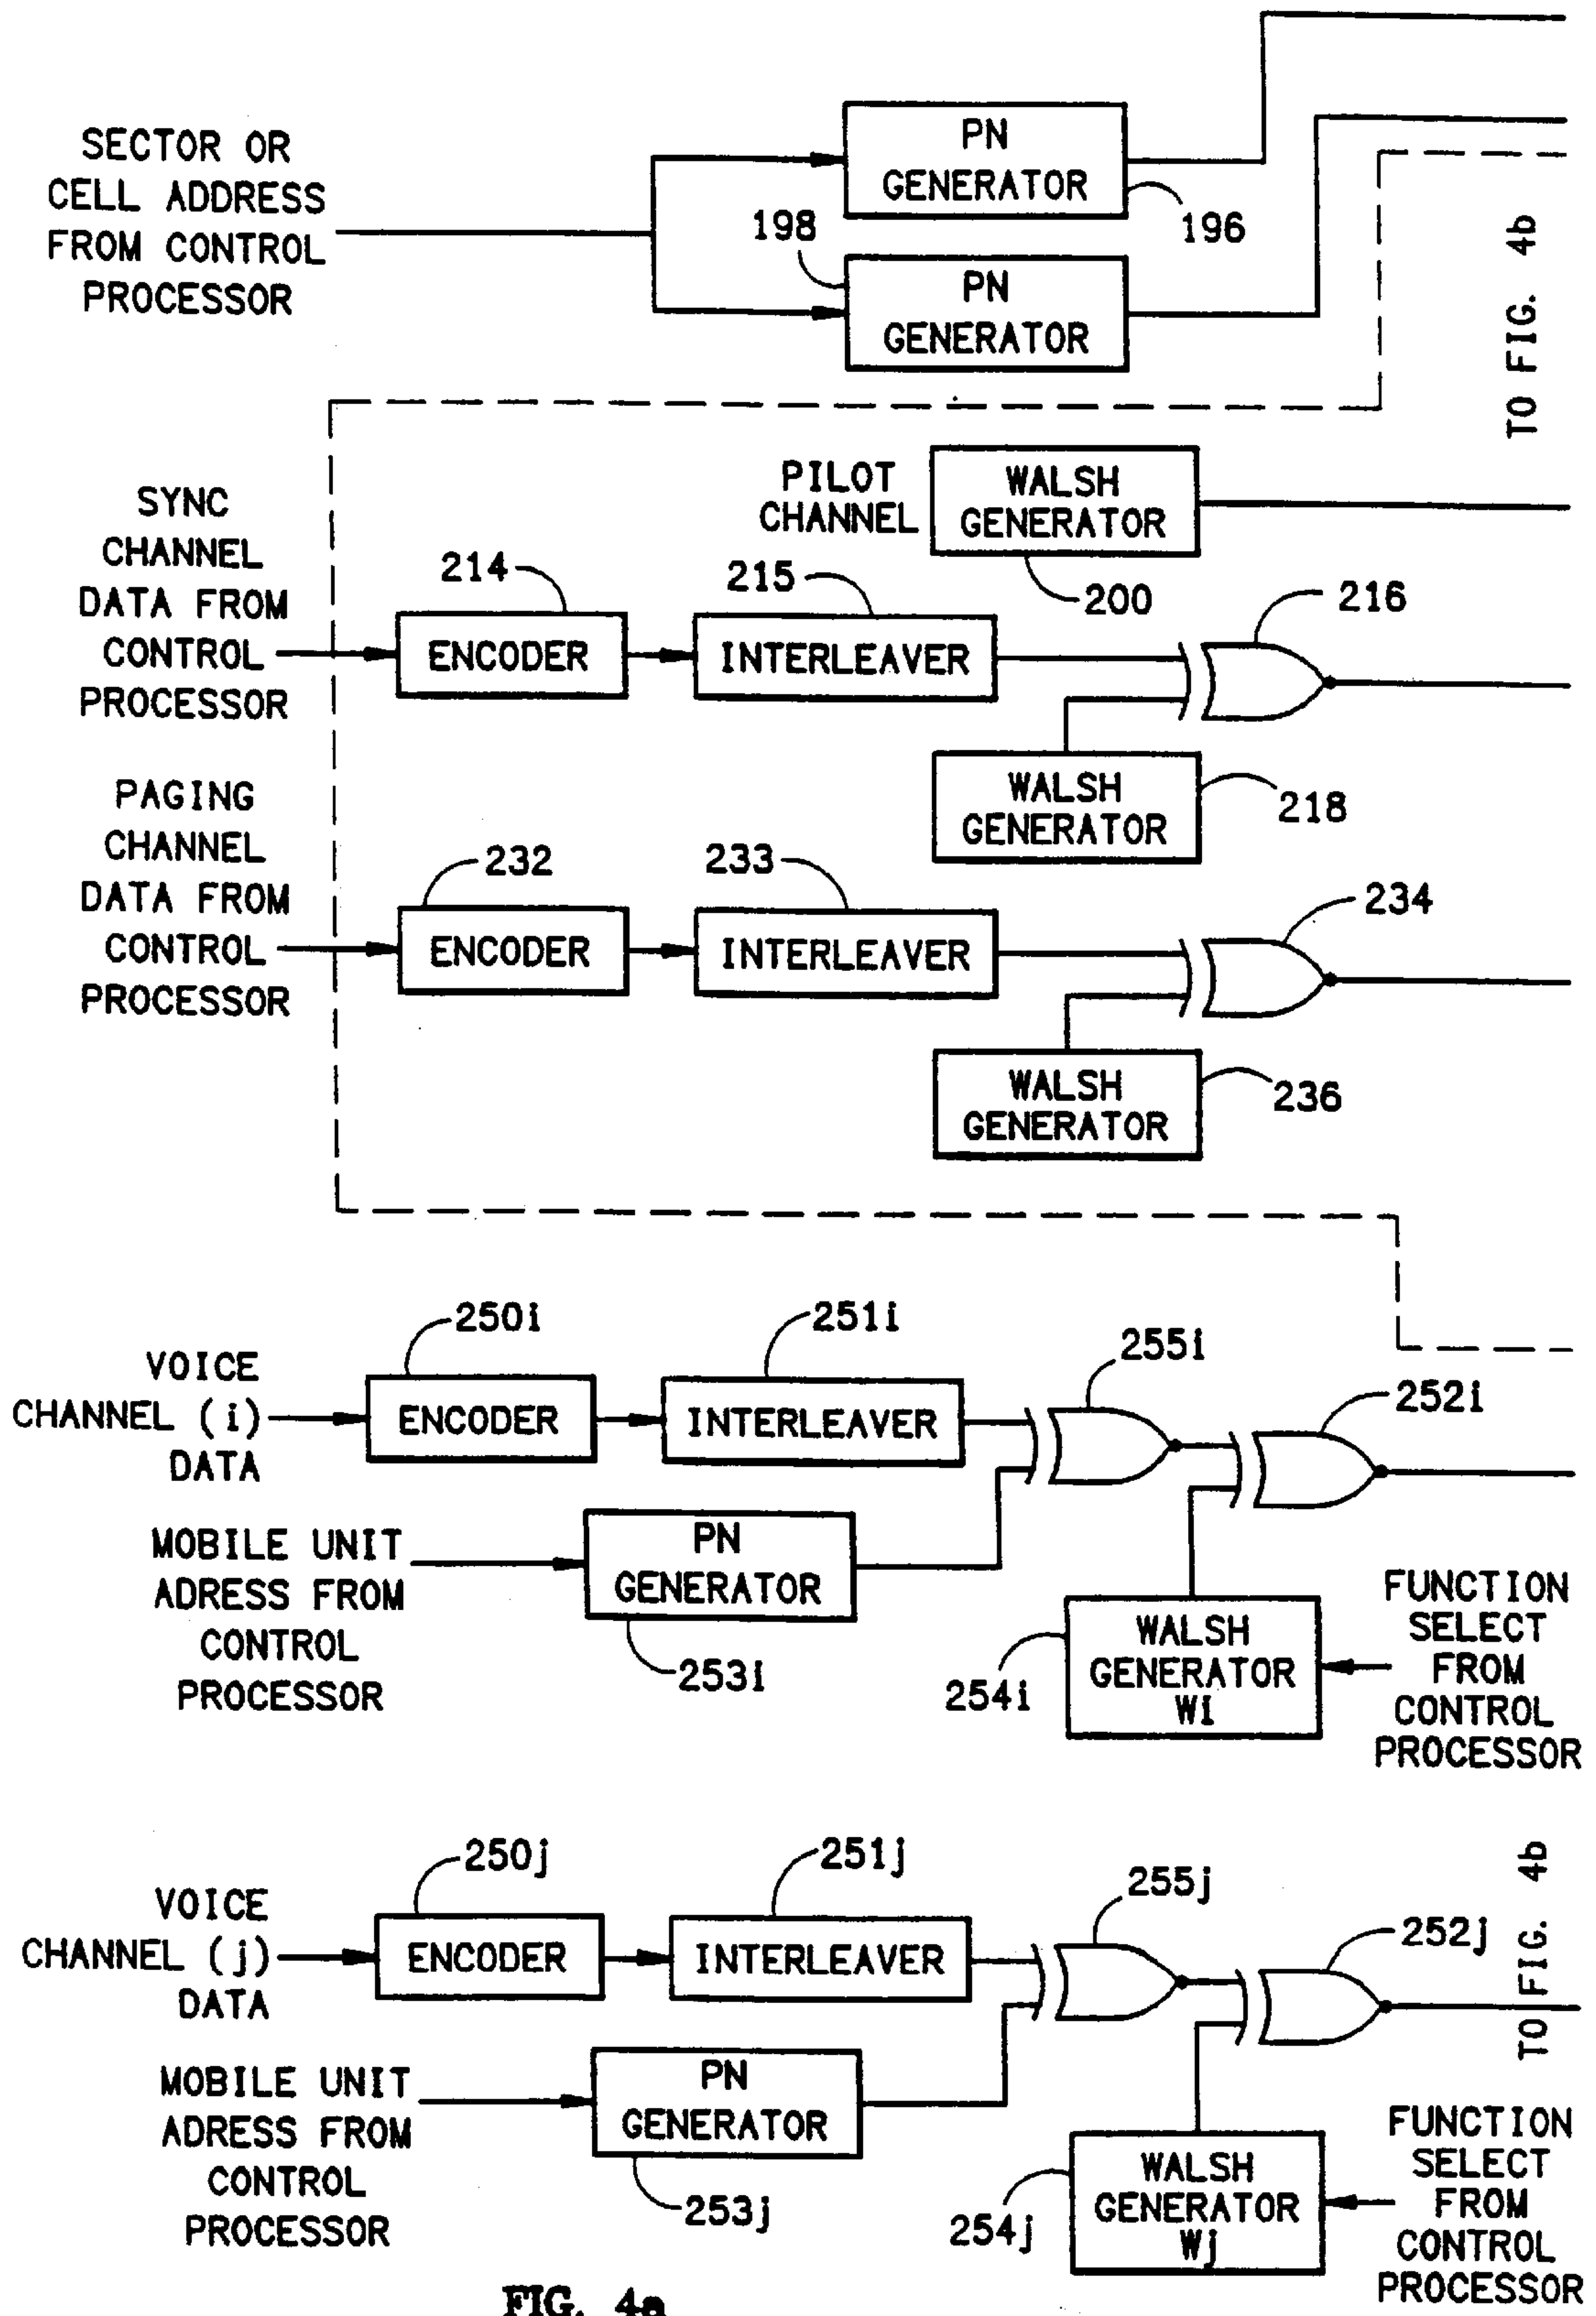 SECTOR OR
CELL ADDRESS
FROM CONTROL
PROCESSOR
PN
GENERATOR
196
198
PN
GENERATOR
TO FIG. 4b
PILOT
CHANNEL
WALSH
GENERATOR
200
SYNC
CHANNEL
DATA FROM
CONTROL
PROCESSOR
214
ENCODER
215
INTERLEAVER
216
WALSH
GENERATOR
218
PAGING
CHANNEL
DATA FROM
CONTROL
PROCESSOR
232
ENCODER
233
INTERLEAVER
234
WALSH
GENERATOR
236
VOICE
CHANNEL (i)
DATA
250i
ENCODER
251i
INTERLEAVER
255i
252i
MOBILE UNIT
ADRESS FROM
CONTROL
PROCESSOR
PN
GENERATOR
253i
254i
WALSH
GENERATOR
WI
FUNCTION
SELECT
FROM
CONTROL
PROCESSOR
VOICE
CHANNEL (j)
DATA
250j
ENCODER
251j
INTERLEAVER
255j
252j
TO FIG. 4b
MOBILE UNIT
ADRESS FROM
CONTROL
PROCESSOR
PN
GENERATOR
253j
254j
WALSH
GENERATOR
Wj
FUNCTION
SELECT
FROM
CONTROL
PROCESSOR
FIG. 4a